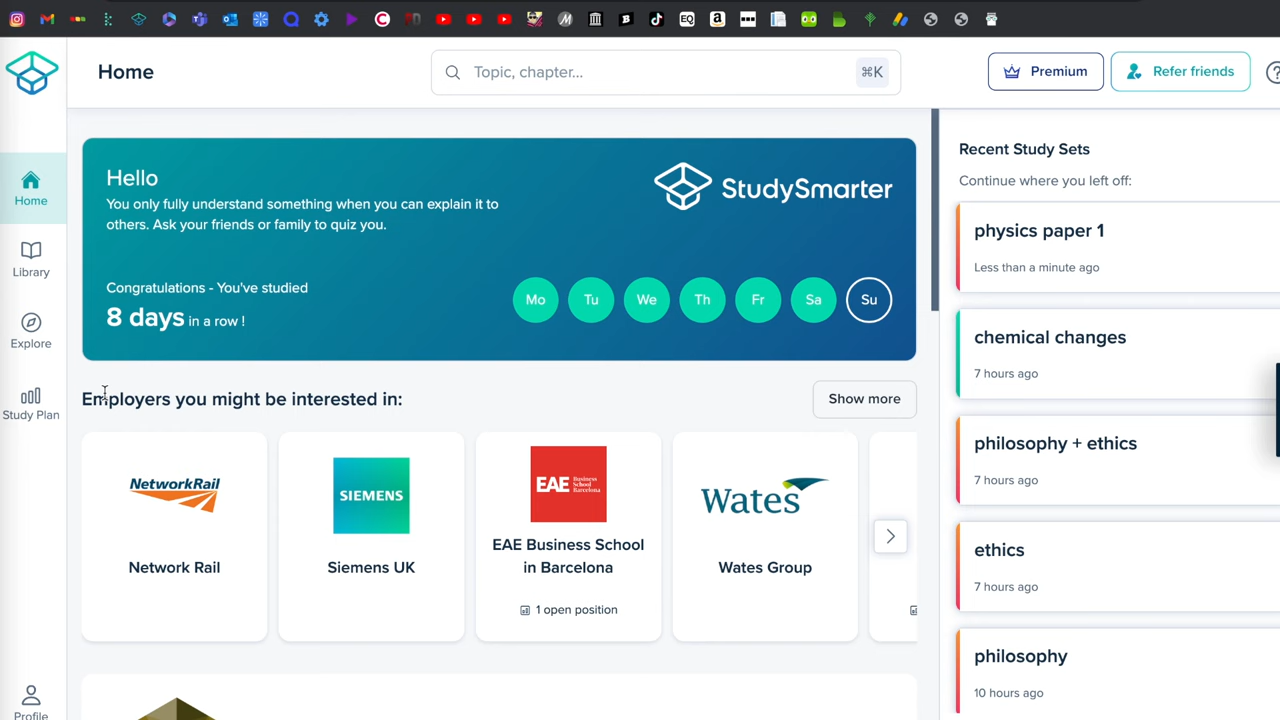 Home
Topic, chapter...
⌘K
Premium
Refer friends
?
Home
Library
Explore
Study Plan
Profile
Hello
You only fully understand something when you can explain it to
others. Ask your friends or family to quiz you.
StudySmarter
Congratulations - You've studied
8 days in a row !
Mo Tu We Th Fr Sa Su
Employers you might be interested in:
Show more
NetworkRail
Network Rail
SIEMENS
Siemens UK
EAE Business School Barcelona
EAE Business School
in Barcelona
1 open position
Wates
Wates Group
Recent Study Sets
Continue where you left off:
physics paper 1
Less than a minute ago
chemical changes
7 hours ago
philosophy + ethics
7 hours ago
ethics
7 hours ago
philosophy
10 hours ago